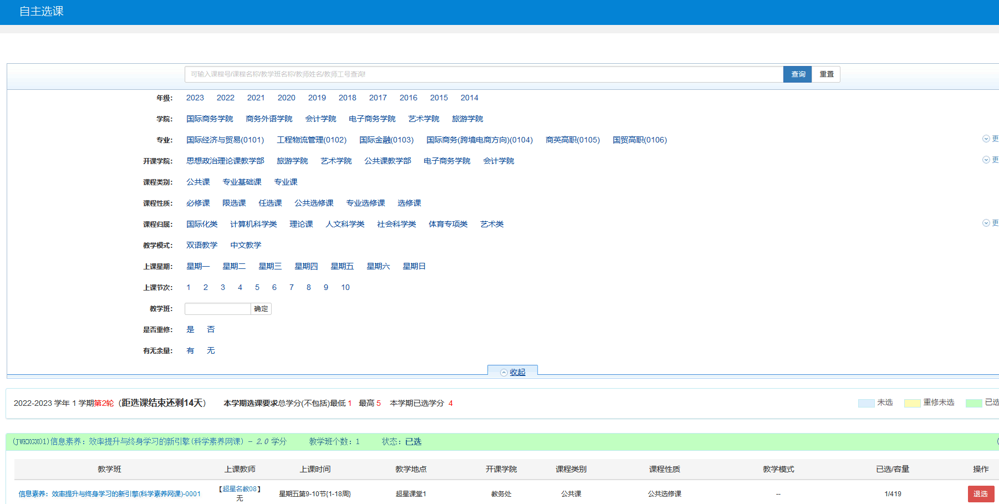 自主选课
可输入课程号/课程名称/教学班名称/教师姓名/教师工号查询! 查询 重置
年级: 2023 2022 2021 2020 2019 2018 2017 2016 2015 2014
学院: 国际商务学院 商务外语学院 会计学院 电子商务学院 艺术学院 旅游学院
专业: 国际经济与贸易(0101) 工程物流管理(0102) 国际金融(0103) 国际商务(跨境电商方向)(0104) 商英高职(0105) 国贸高职(0106) 更
开课学院: 思想政治理论课教学部 旅游学院 艺术学院 公共课教学部 电子商务学院 会计学院 更
课程类别: 公共课 专业基础课 专业课
课程性质: 必修课 限选课 任选课 公共选修课 专业选修课 选修课
课程归属: 国际化类 计算机科学类 理论课 人文科学类 社会科学类 体育专项类 艺术类 更
教学模式: 双语教学 中文教学
上课星期: 星期一 星期二 星期三 星期四 星期五 星期六 星期日
上课节次: 1 2 3 4 5 6 7 8 9 10
教学班: 确定
是否重修: 是 否
有无余量: 有 无
收起
2022-2023 学年 1 学期第2轮（距选课结束还剩14天） 本学期选课要求总学分(不包括)最低 1 最高 5 本学期已选学分 4 未选 重修未选 已选
(JWKXGX01)信息素养：效率提升与终身学习的新引擎(科学素养网课) - 2.0 学分 教学班个数：1 状态：已选
教学班 上课教师 上课时间 教学地点 开课学院 课程类别 课程性质 教学模式 已选/容量 操作
信息素养：效率提升与终身学习的新引擎(科学素养网课)-0001 【超星名教08】 无 星期五第9-10节{1-18周} 超星课堂1 教务处 公共课 公共选修课 -- 1/419 退选